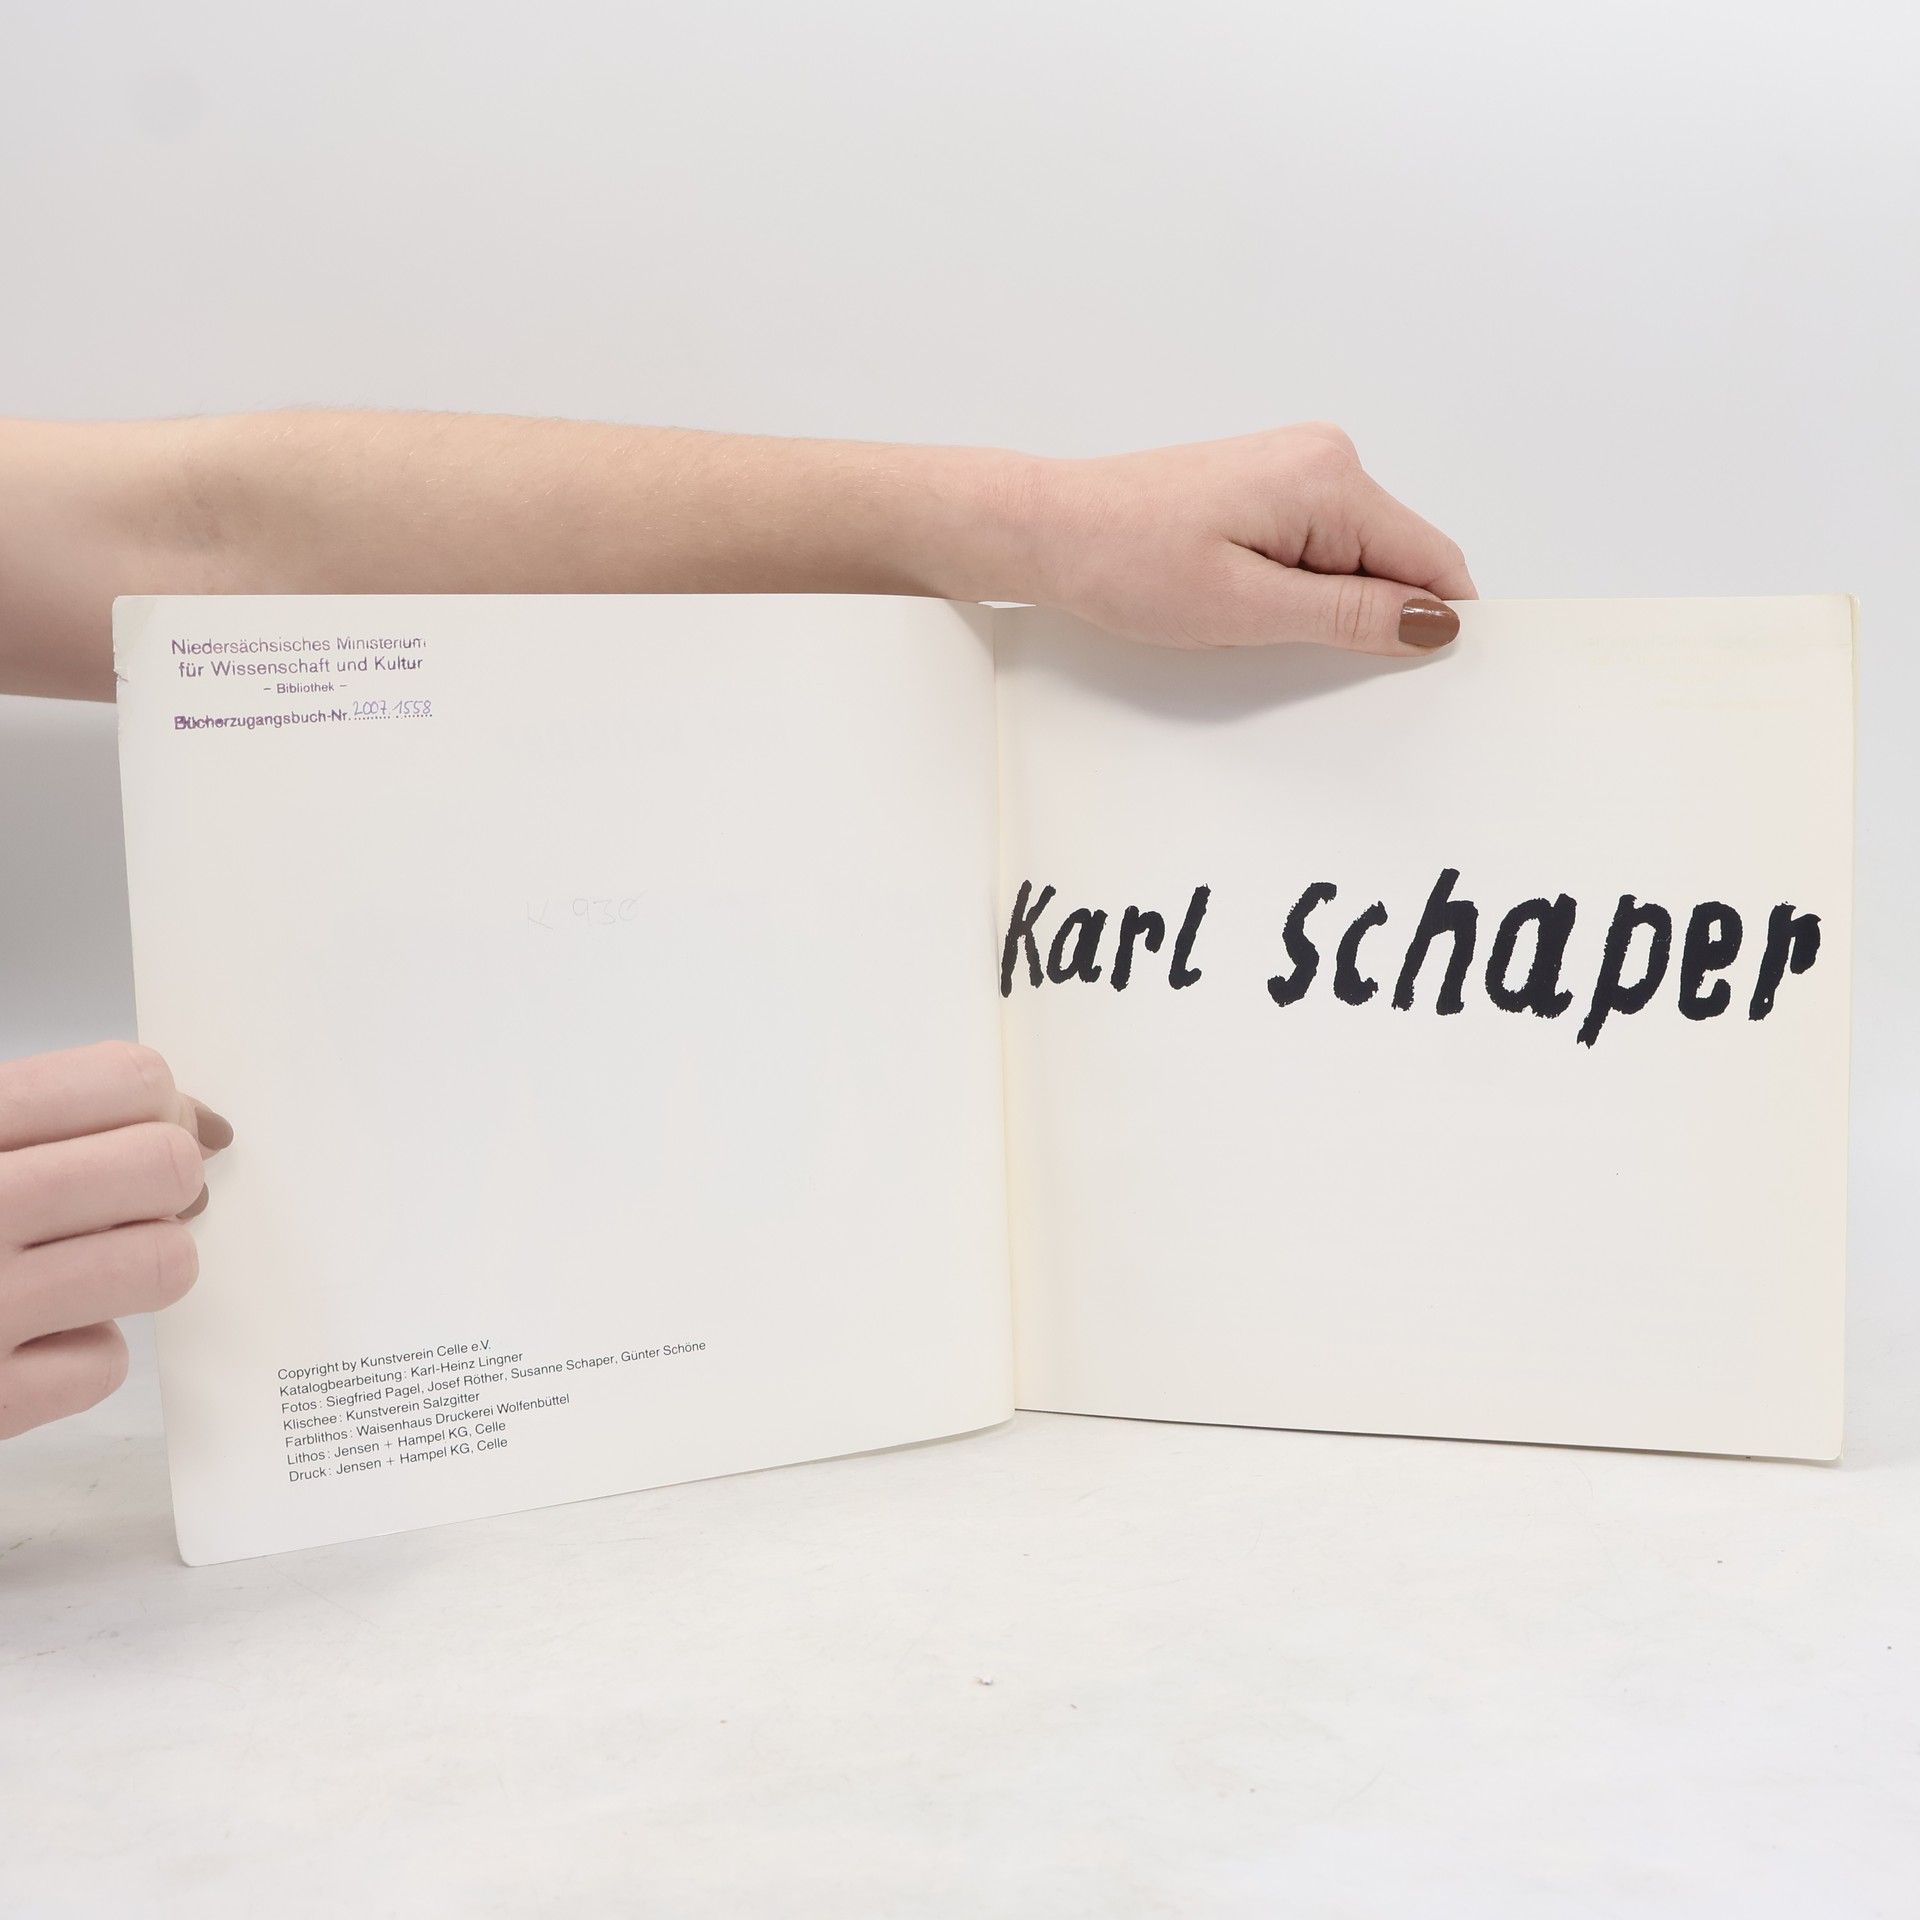 Niedersächsisches Ministerium
für Wissenschaft und Kultur
– Bibliothek –
Bücherzugangsbuch-Nr. 2007.1558
K 930
Karl Schaper
Copyright by Kunstverein Celle e.V.
Katalogbearbeitung: Karl-Heinz Lingner
Fotos: Siegfried Pagel, Josef Röther, Susanne Schaper, Günter Schöne
Klischee: Kunstverein Salzgitter
Farblithos: Waisenhaus Druckerei Wolfenbüttel
Lithos: Jensen + Hampel KG, Celle
Druck: Jensen + Hampel KG, Celle